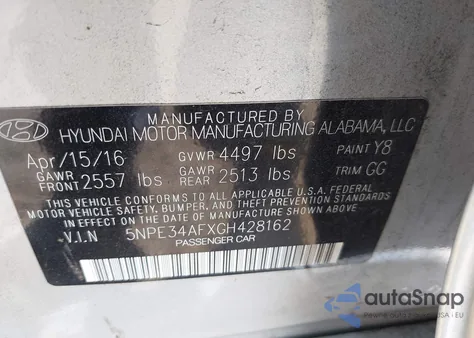 MANUFACTURED BY
HYUNDAI MOTOR MANUFACTURING ALABAMA, LLC
Apr/15/16 GVWR 4497 lbs PAINT Y8
GAWR FRONT 2557 lbs GAWR REAR 2513 lbs TRIM GG
THIS VEHICLE CONFORMS TO ALL APPLICABLE U.S.A. FEDERAL
MOTOR VEHICLE SAFETY, BUMPER, AND THEFT PREVENTION
STANDARDS IN EFFECT ON THE DATE OF MANUFACTURE SHOWN ABOVE
V.I.N 5NPE34AFXGH428162
PASSENGER CAR
autaSnap